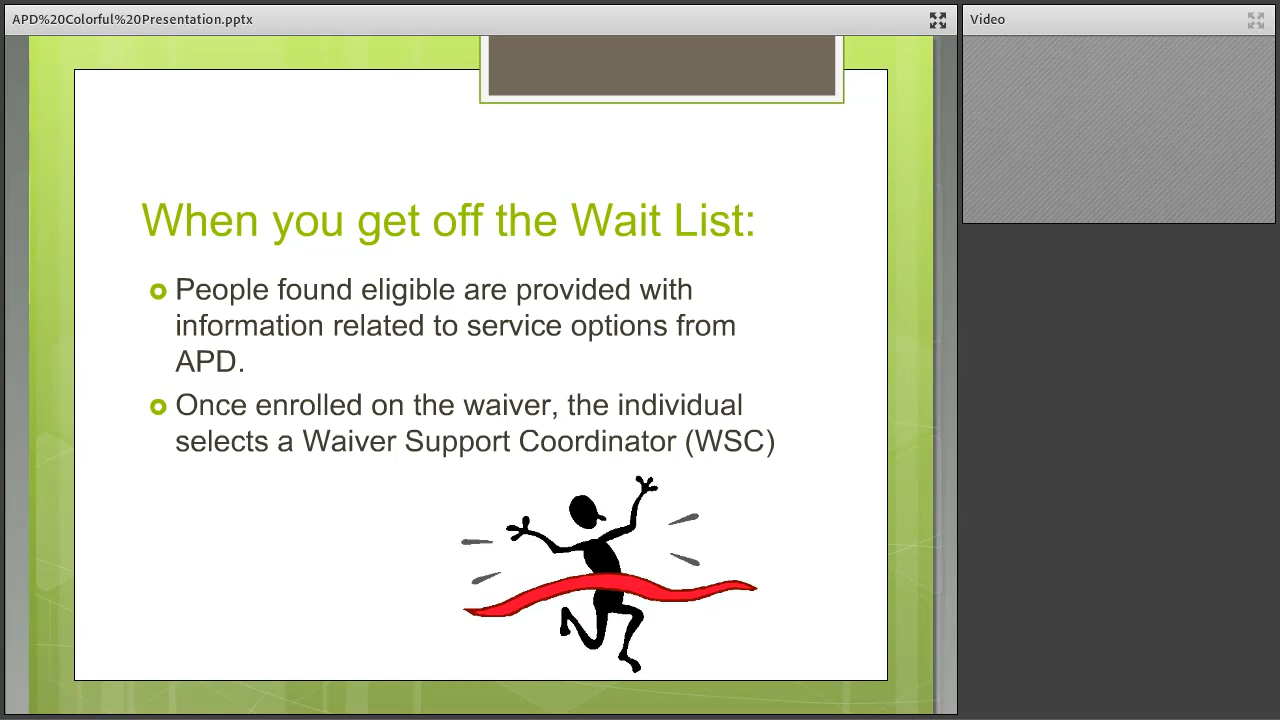 APD%20Colorful%20Presentation.pptx
Video
When you get off the Wait List:
People found eligible are provided with
information related to service options from
APD.
Once enrolled on the waiver, the individual
selects a Waiver Support Coordinator (WSC)